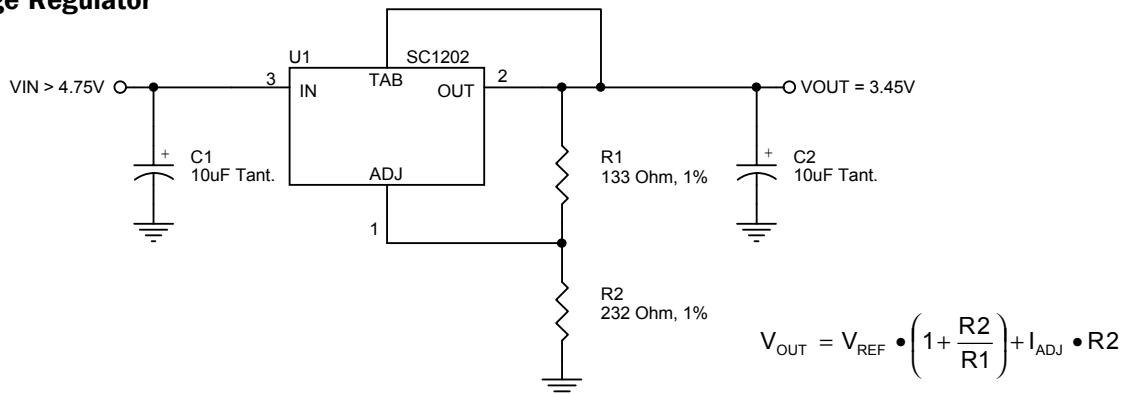 ge Regulator
U1
SC1202
VIN > 4.75V
3
IN
TAB
OUT
2
VOUT = 3.45V
+
C1
10uF Tant.
ADJ
1
R1
133 Ohm, 1%
+
C2
10uF Tant.
R2
232 Ohm, 1%
V_OUT = V_REF • (1 + R2/R1) + I_ADJ • R2